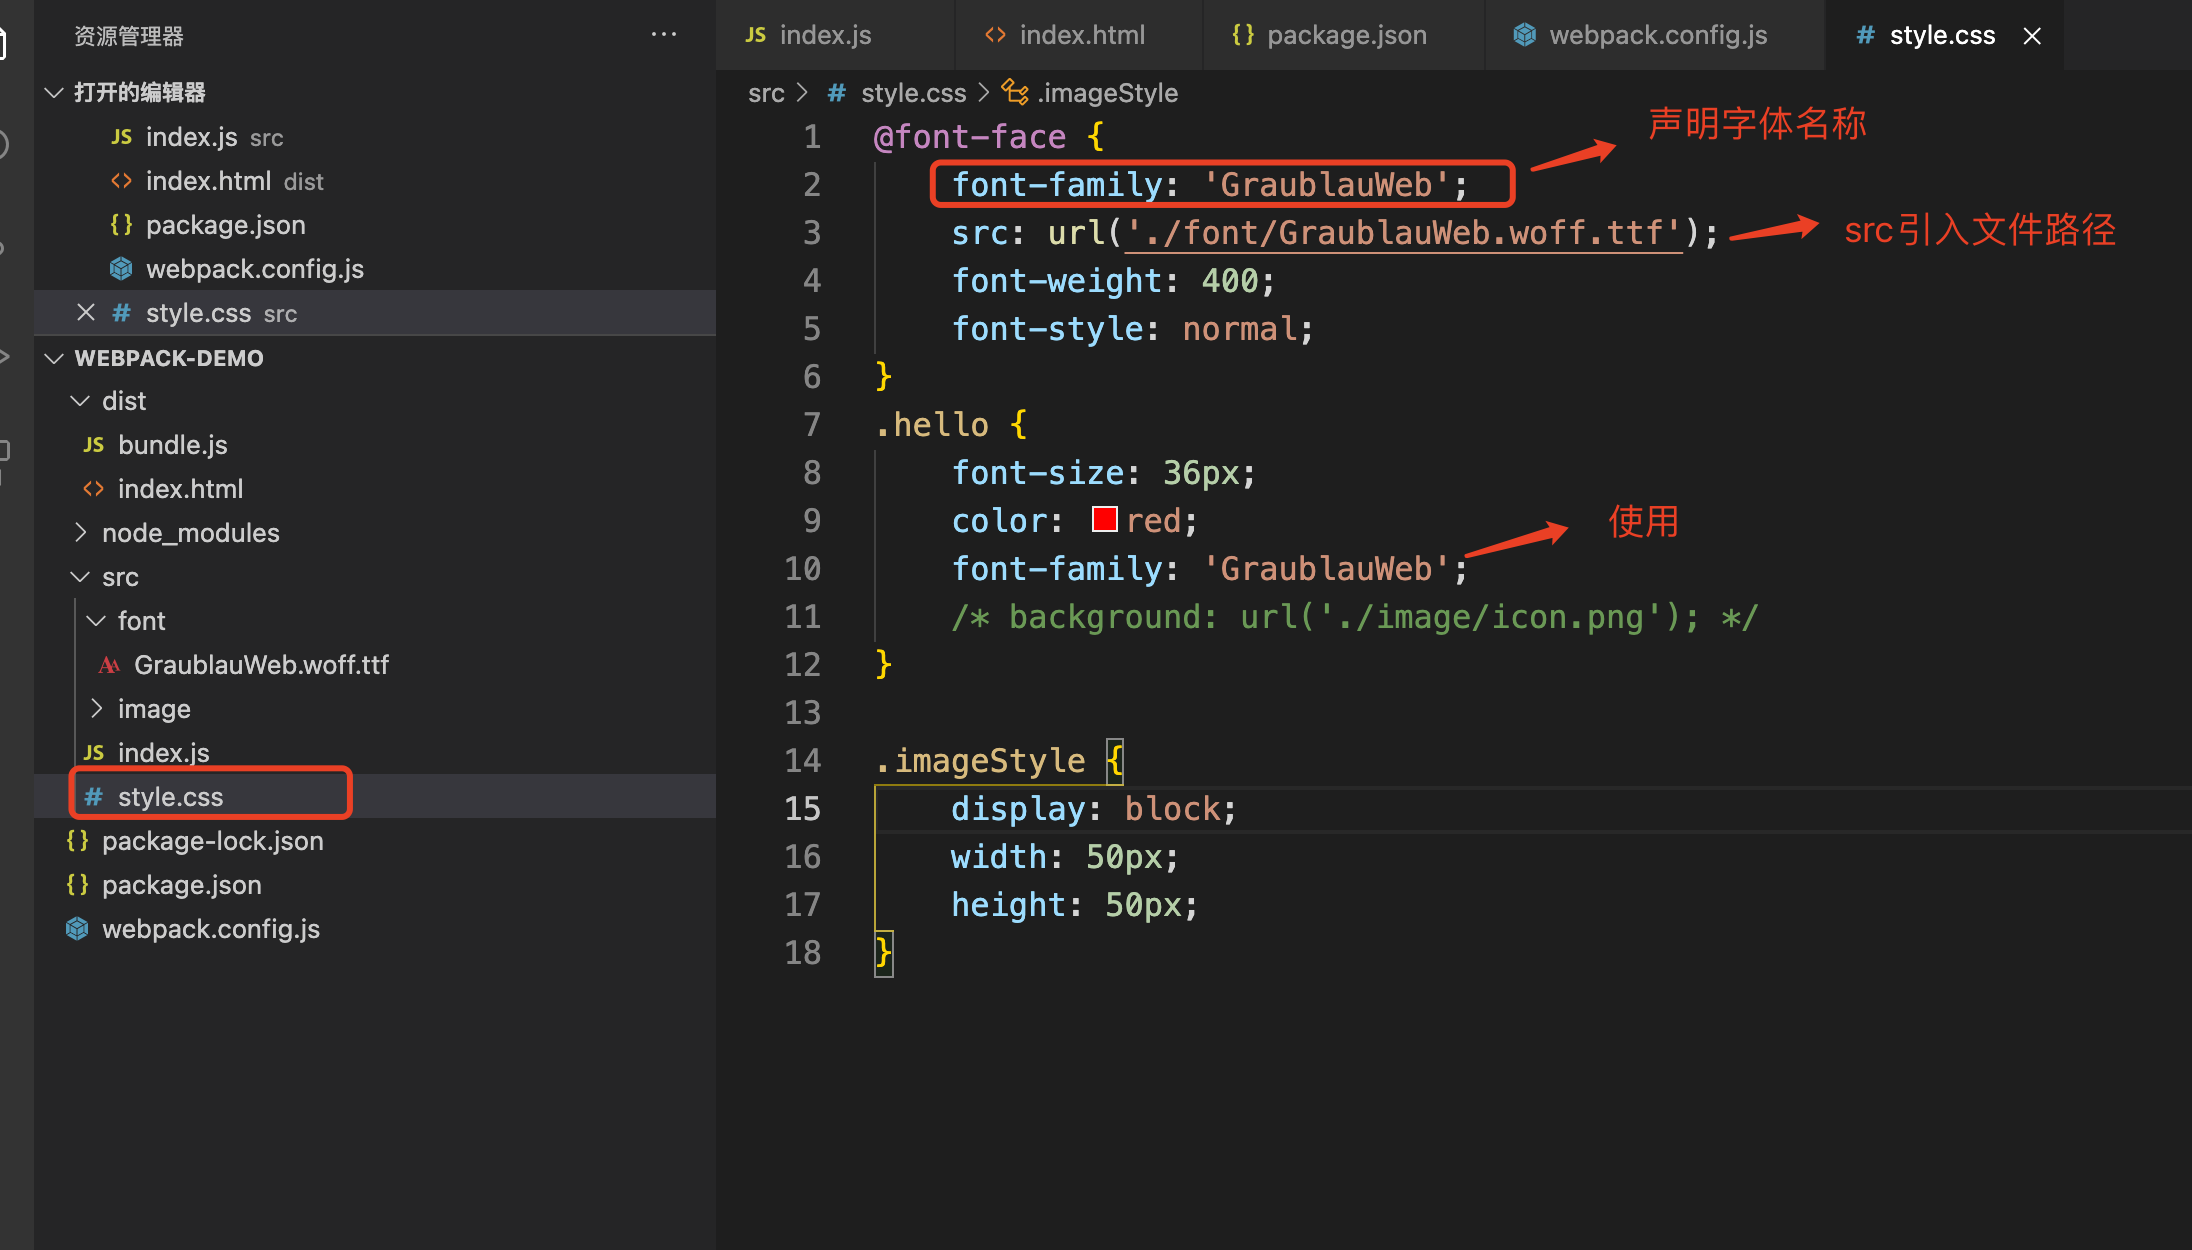 资源管理器 ···
打开的编辑器
JS index.js src
<> index.html dist
{} package.json
webpack.config.js
× # style.css src
WEBPACK-DEMO
dist
JS bundle.js
<> index.html
node_modules
src
font
GraublauWeb.woff.ttf
image
JS index.js
# style.css
{} package-lock.json
{} package.json
webpack.config.js
JS index.js <> index.html {} package.json webpack.config.js # style.css ×
src > # style.css > .imageStyle
1 @font-face {
声明字体名称
2 font-family: 'GraublauWeb';
3 src: url('./font/GraublauWeb.woff.ttf');
src引入文件路径
4 font-weight: 400;
5 font-style: normal;
6 }
7 .hello {
8 font-size: 36px;
9 color: red;
使用
10 font-family: 'GraublauWeb';
11 /* background: url('./image/icon.png'); */
12 }
13
14 .imageStyle {
15 display: block;
16 width: 50px;
17 height: 50px;
18 }